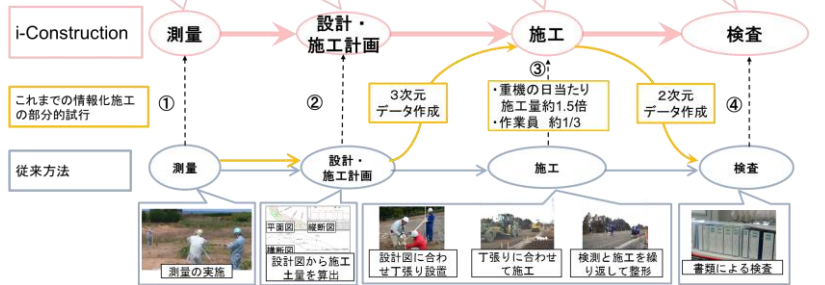 i-Construction
測量
設計・
施工計画
施工
検査
これまでの情報化施工
の部分的試行
①
②
3次元
データ作成
③
・重機の日当たり
施工量約1.5倍
・作業員 約1/3
2次元
データ作成
④
従来方法
測量
設計・
施工計画
施工
検査
測量の実施
平面図
縦断図
横断図
設計図から施工
土量を算出
設計図に合わ
せ丁張り設置
丁張りに合わせ
て施工
検測と施工を繰
り返して整形
書類による検査